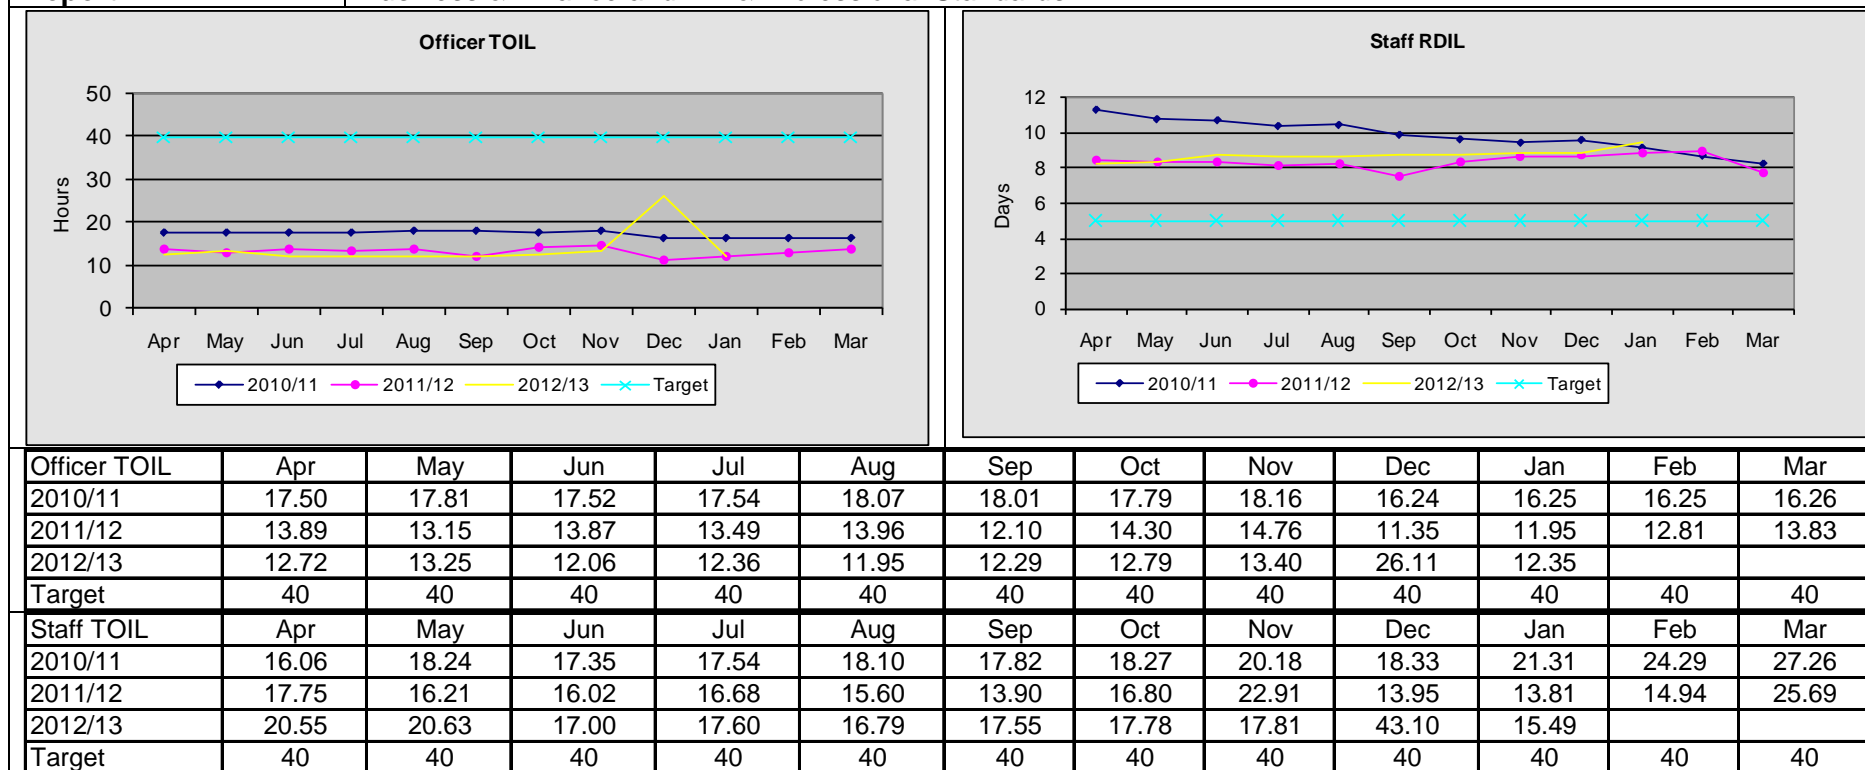 Officer TOIL
50
40
30
20
10
0
Hours
Apr May Jun Jul Aug Sep Oct Nov Dec Jan Feb Mar
2010/11 2011/12 2012/13 Target
Staff RDIL
12
10
8
6
4
2
0
Days
Apr May Jun Jul Aug Sep Oct Nov Dec Jan Feb Mar
2010/11 2011/12 2012/13 Target
Officer TOIL Apr May Jun Jul Aug Sep Oct Nov Dec Jan Feb Mar
2010/11 17.50 17.81 17.52 17.54 18.07 18.01 17.79 18.16 16.24 16.25 16.25 16.26
2011/12 13.89 13.15 13.87 13.49 13.96 12.10 14.30 14.76 11.35 11.95 12.81 13.83
2012/13 12.72 13.25 12.06 12.36 11.95 12.29 12.79 13.40 26.11 12.35
Target 40 40 40 40 40 40 40 40 40 40 40 40
Staff TOIL Apr May Jun Jul Aug Sep Oct Nov Dec Jan Feb Mar
2010/11 16.06 18.24 17.35 17.54 18.10 17.82 18.27 20.18 18.33 21.31 24.29 27.26
2011/12 17.75 16.21 16.02 16.68 15.60 13.90 16.80 22.91 13.95 13.81 14.94 25.69
2012/13 20.55 20.63 17.00 17.60 16.79 17.55 17.78 17.81 43.10 15.49
Target 40 40 40 40 40 40 40 40 40 40 40 40